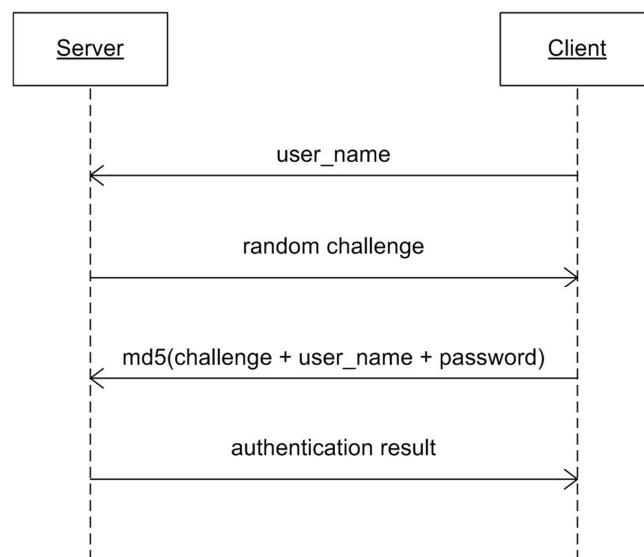 Server
Client
user_name
random challenge
md5(challenge + user_name + password)
authentication result